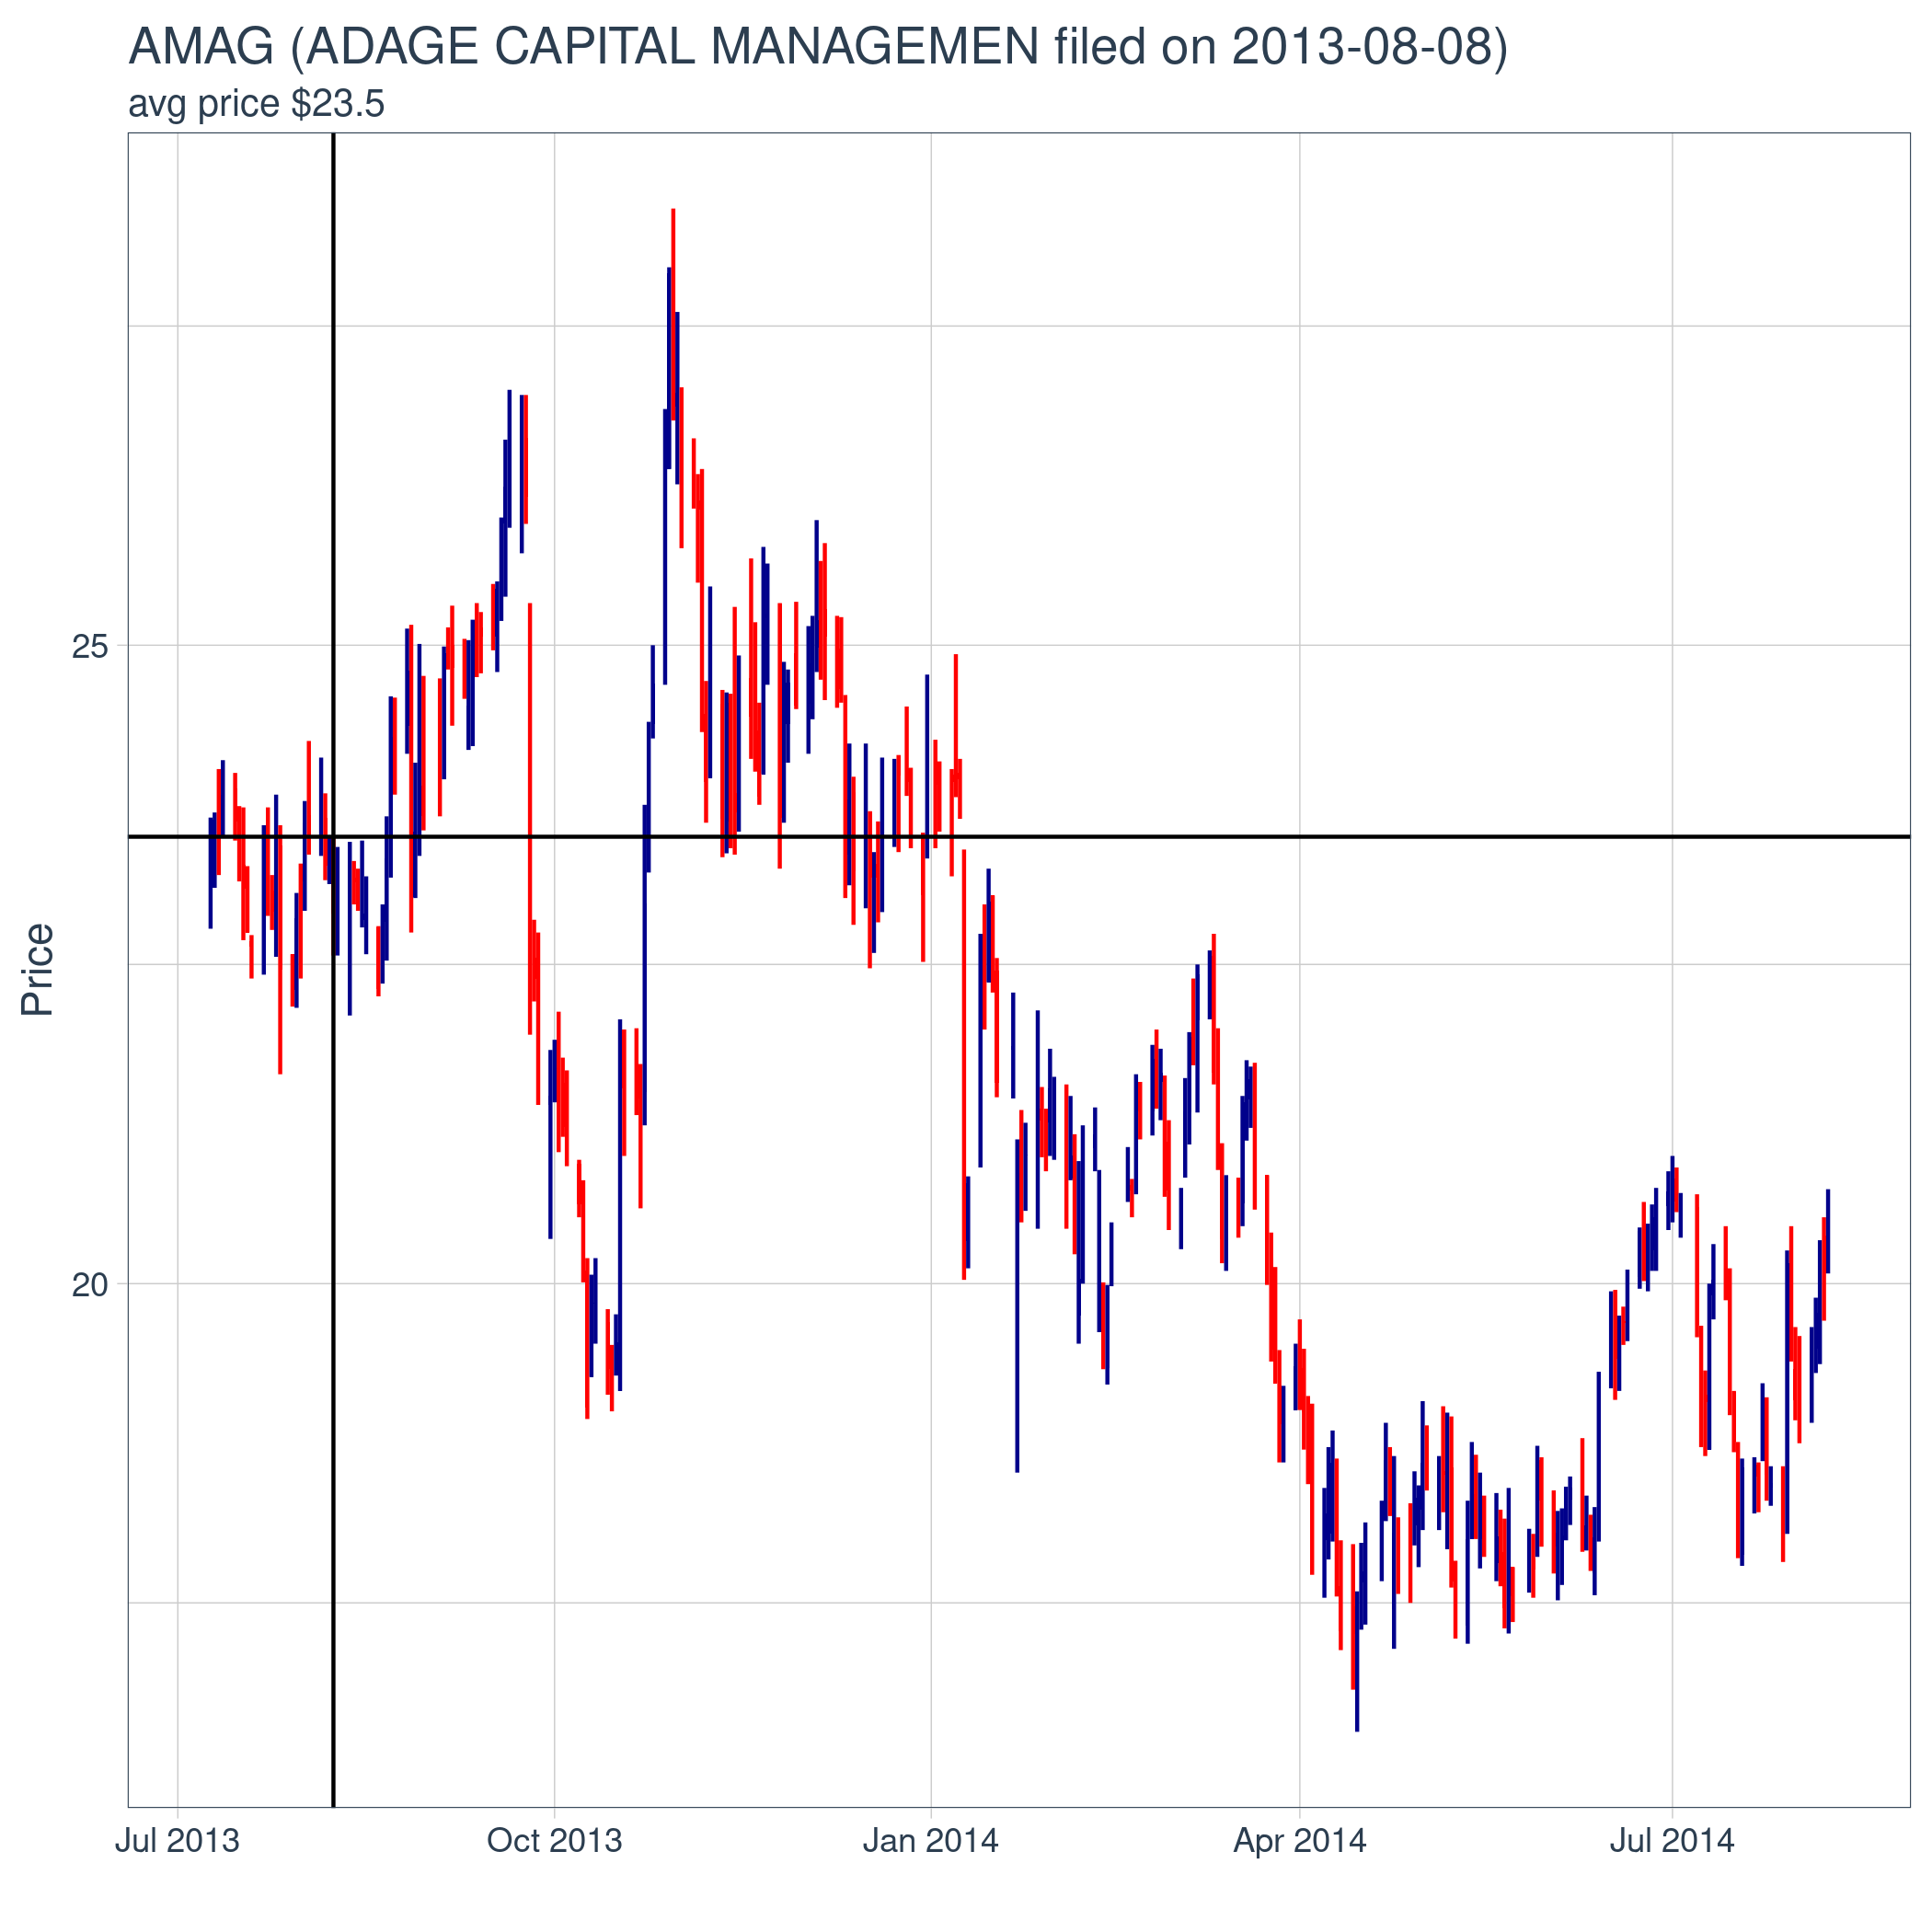 AMAG (ADAGE CAPITAL MANAGEMEN filed on 2013-08-08)
avg price $23.5
25
Price
20
Jul 2013 Oct 2013 Jan 2014 Apr 2014 Jul 2014